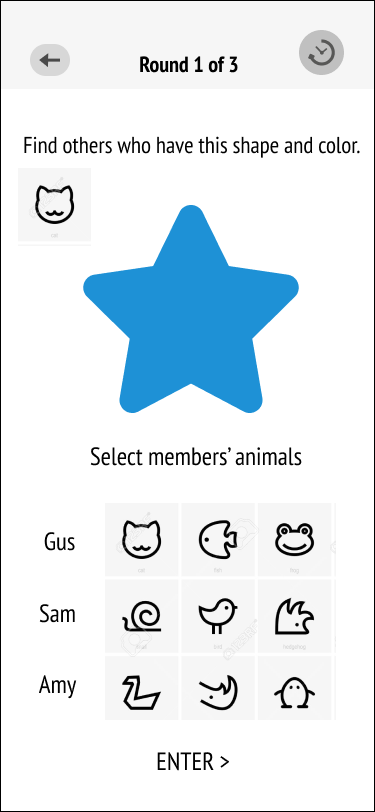 Round 1 of 3
Find others who have this shape and color.
Select members' animals
Gus
Sam
Amy
ENTER >